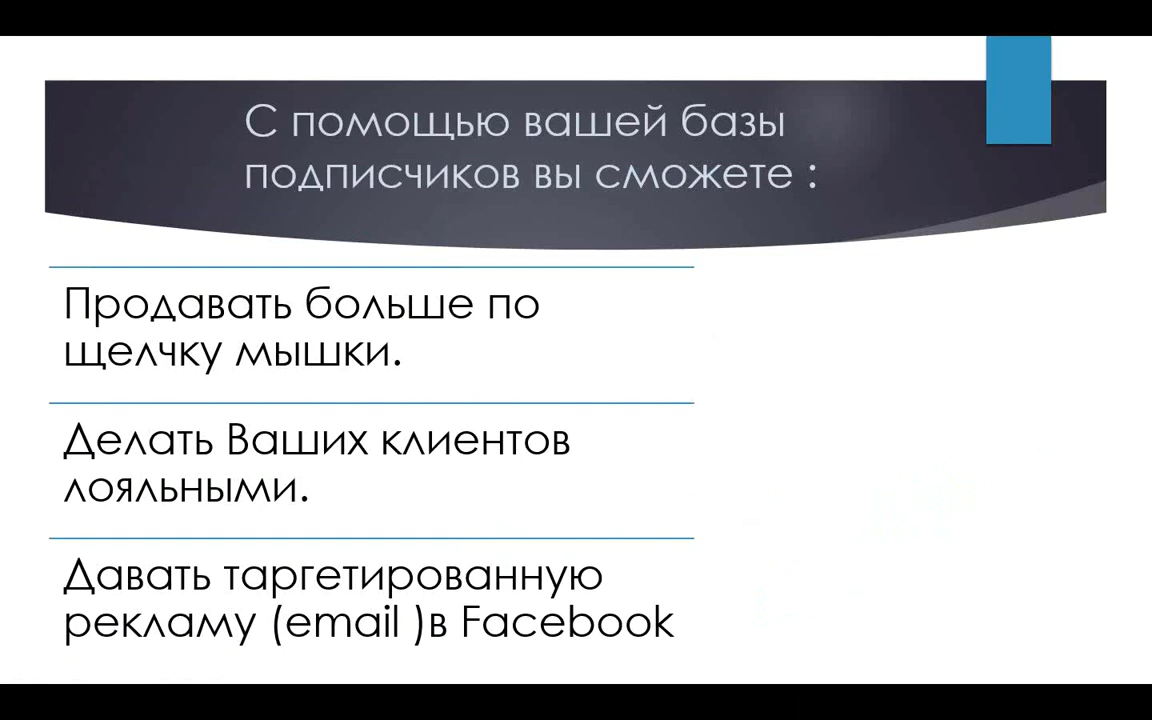 С помощью вашей базы
подписчиков вы сможете :
Продавать больше по
щелчку мышки.
Делать Ваших клиентов
лояльными.
Давать таргетированную
рекламу (email )в Facebook